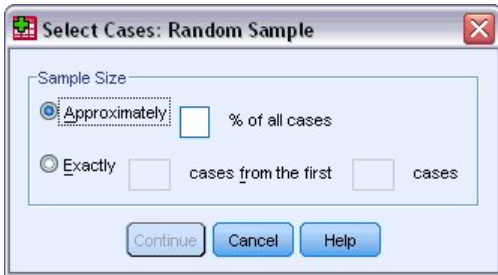 Select Cases: Random Sample
Sample Size
Approximately % of all cases
Exactly cases from the first cases
Continue Cancel Help